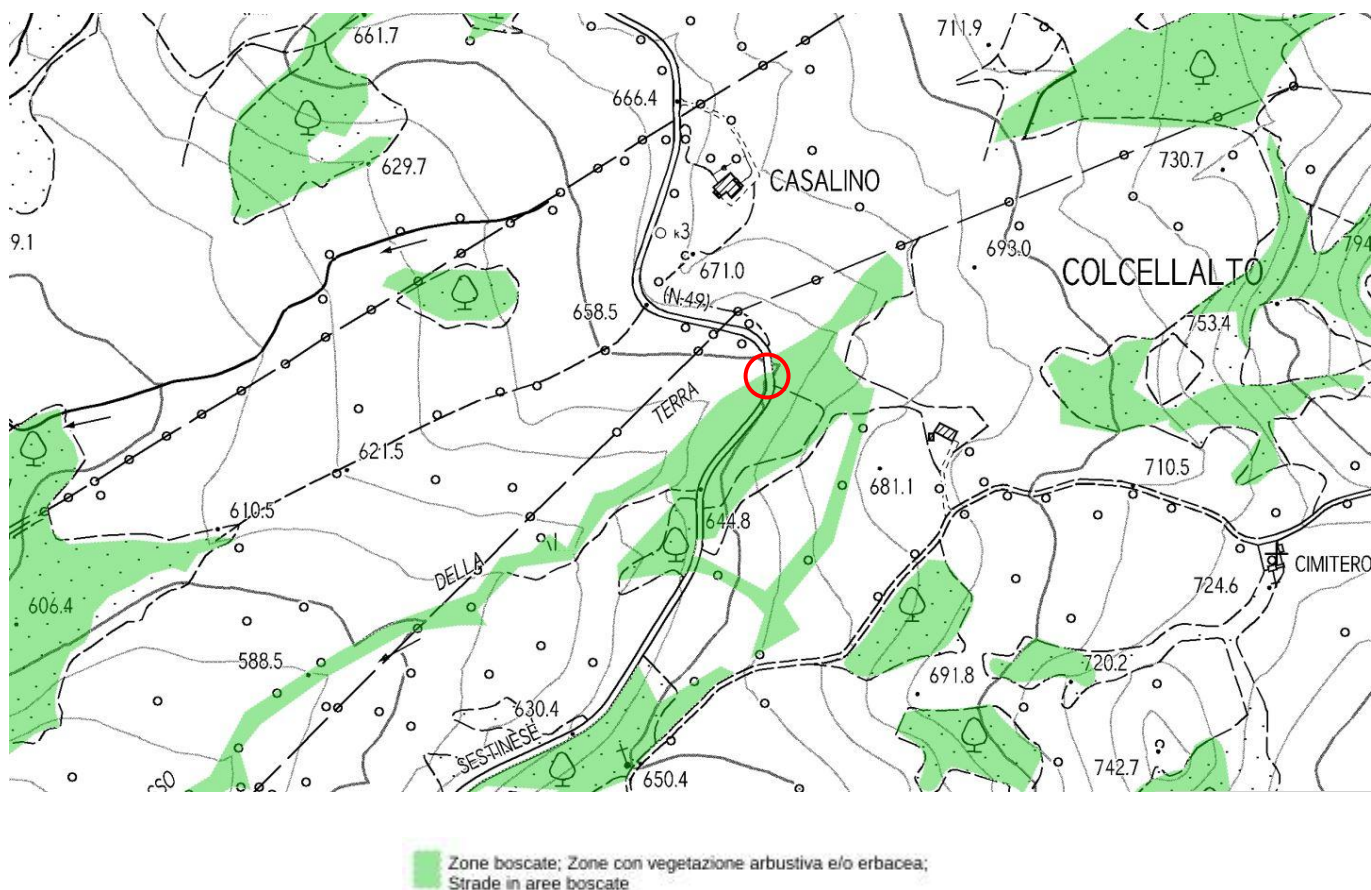 661.7
711.9
666.4
629.7
730.7
CASALINO
9.1
k3
671.0
693.0
794
COLCELLALTO
(N-49)
658.5
753.4
TERRA
621.5
710.5
681.1
610.5
644.8
DELLA
CIMITERO
606.4
724.6
588.5
720.2
691.8
630.4
SESTINESE
SSO
650.4
742.7
Zone boscate; Zone con vegetazione arbustiva e/o erbacea;
Strade in aree boscate